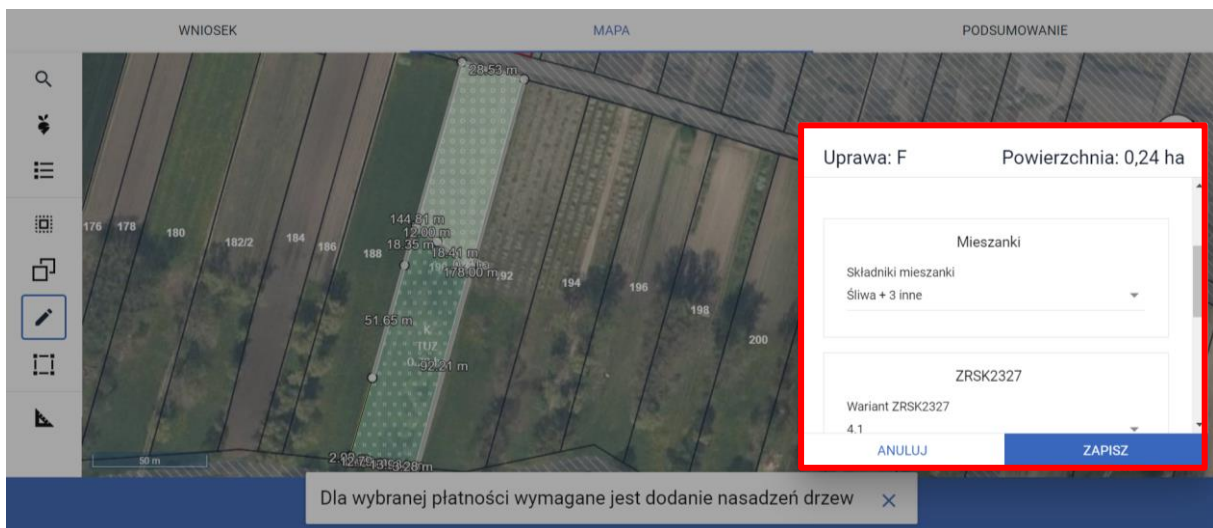 WNIOSEK
MAPA
PODSUMOWANIE
28.53 m
Uprawa: F
Powierzchnia: 0,24 ha
176
178
180
182/2
184
186
188
144.81 m
12.00 m
18.35 m
18.41 m
178.00 m
92
194
196
198
200
51.65 m
TUZ
92.21 m
50 m
Mieszanki
Składniki mieszanki
Śliwa + 3 inne
ZRSK2327
Wariant ZRSK2327
4.1
ANULUJ
ZAPISZ
Dla wybranej płatności wymagane jest dodanie nasadzeń drzew